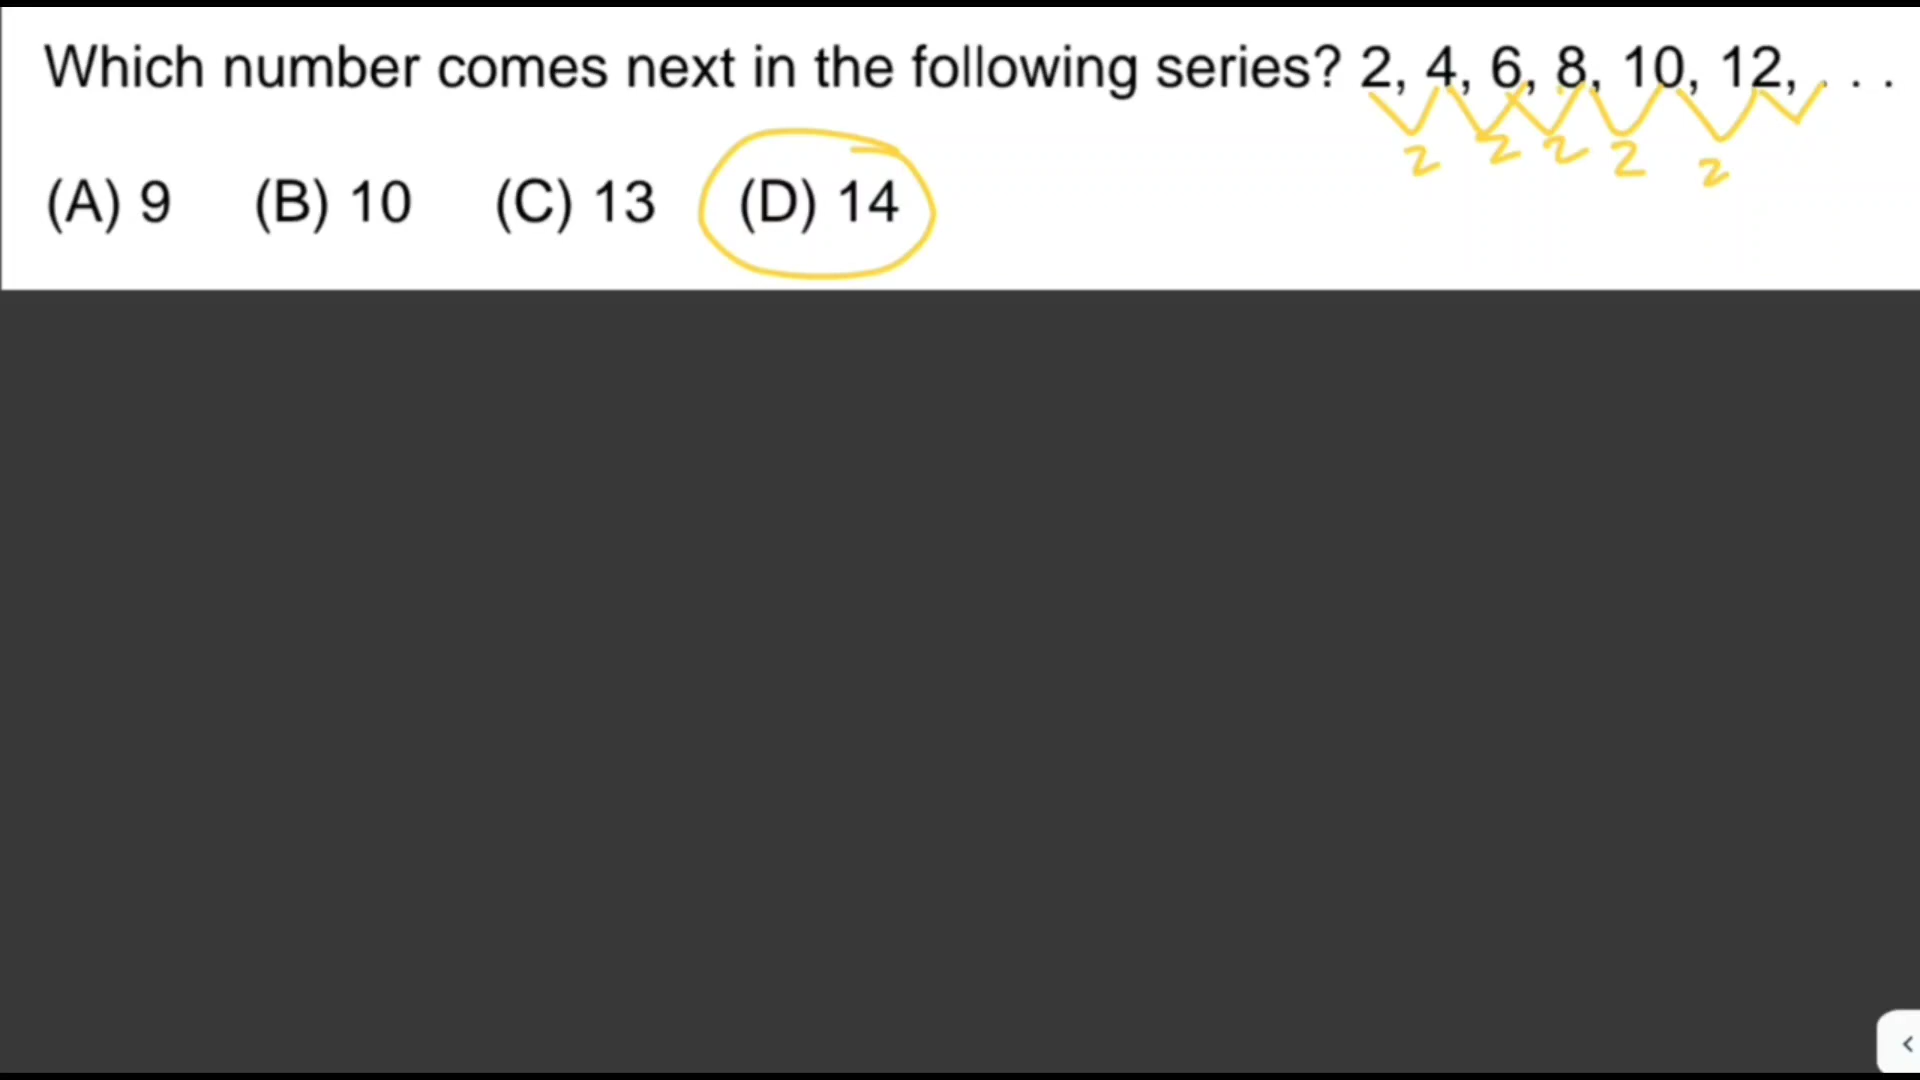 Which number comes next in the following series? 2, 4, 6, 8, 10, 12, . . .
2 2 2 2 2
(A) 9 (B) 10 (C) 13 (D) 14